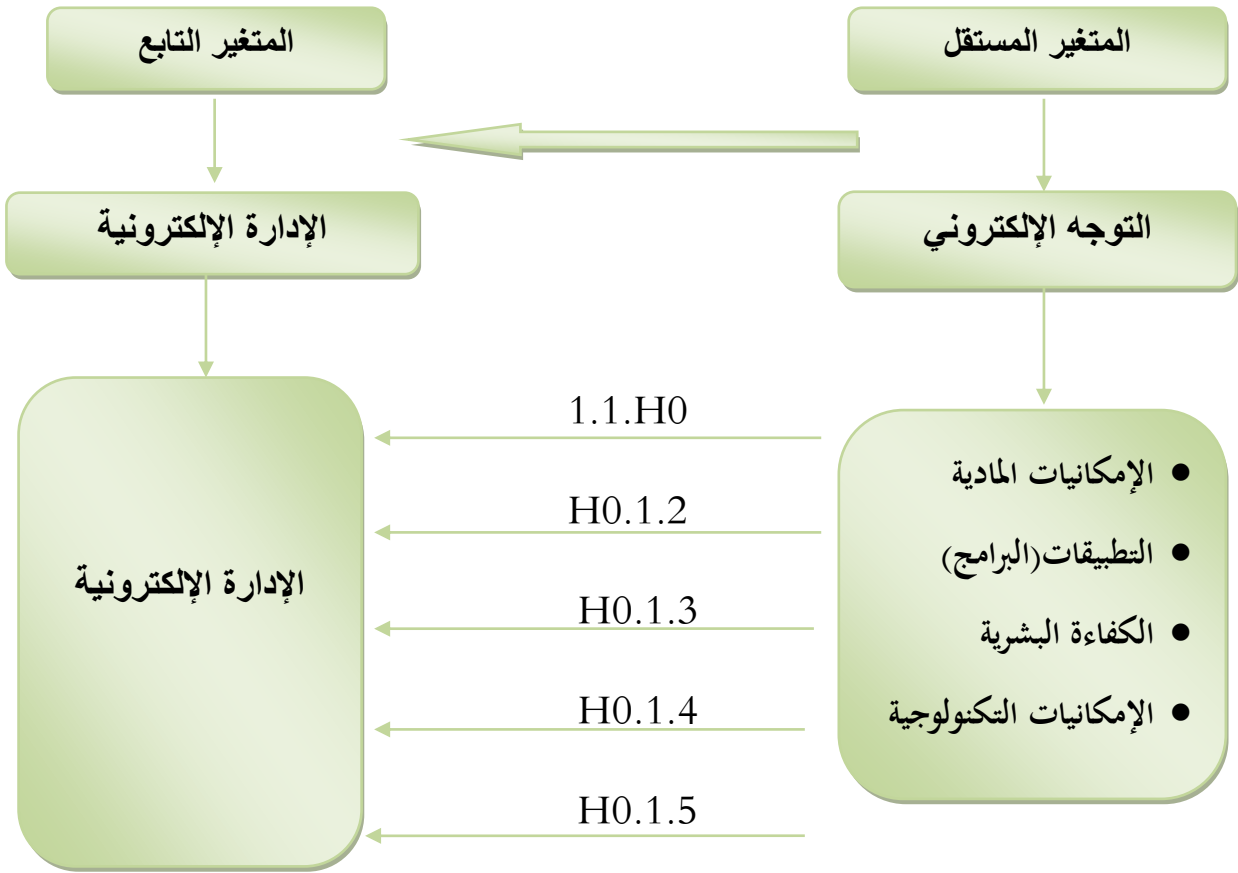 المتغير المستقل
المتغير التابع
التوجه الإلكتروني
الإدارة الإلكترونية
● الإمكانيات المادية
● التطبيقات(البرامج)
● الكفاءة البشرية
● الإمكانيات التكنولوجية
1.1.H0
H0.1.2
H0.1.3
H0.1.4
H0.1.5
الإدارة الإلكترونية